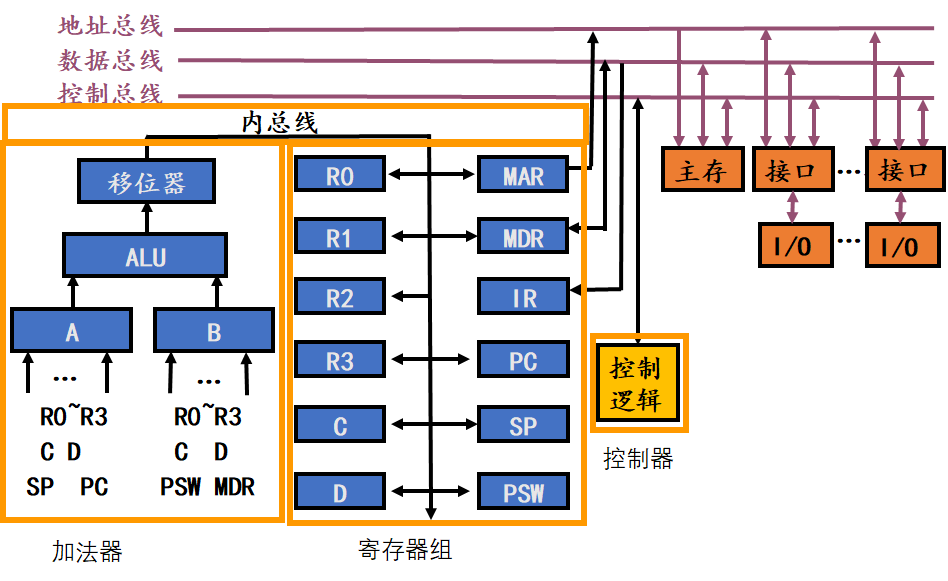 地址总线
数据总线
控制总线
内总线
移位器
ALU
A
B
...
...
R0~R3
C D
SP PC
R0~R3
C D
PSW MDR
加法器
R0
MAR
R1
MDR
R2
IR
R3
PC
C
SP
D
PSW
寄存器组
控制
逻辑
控制器
主存
接口
...
接口
I/O
...
I/O